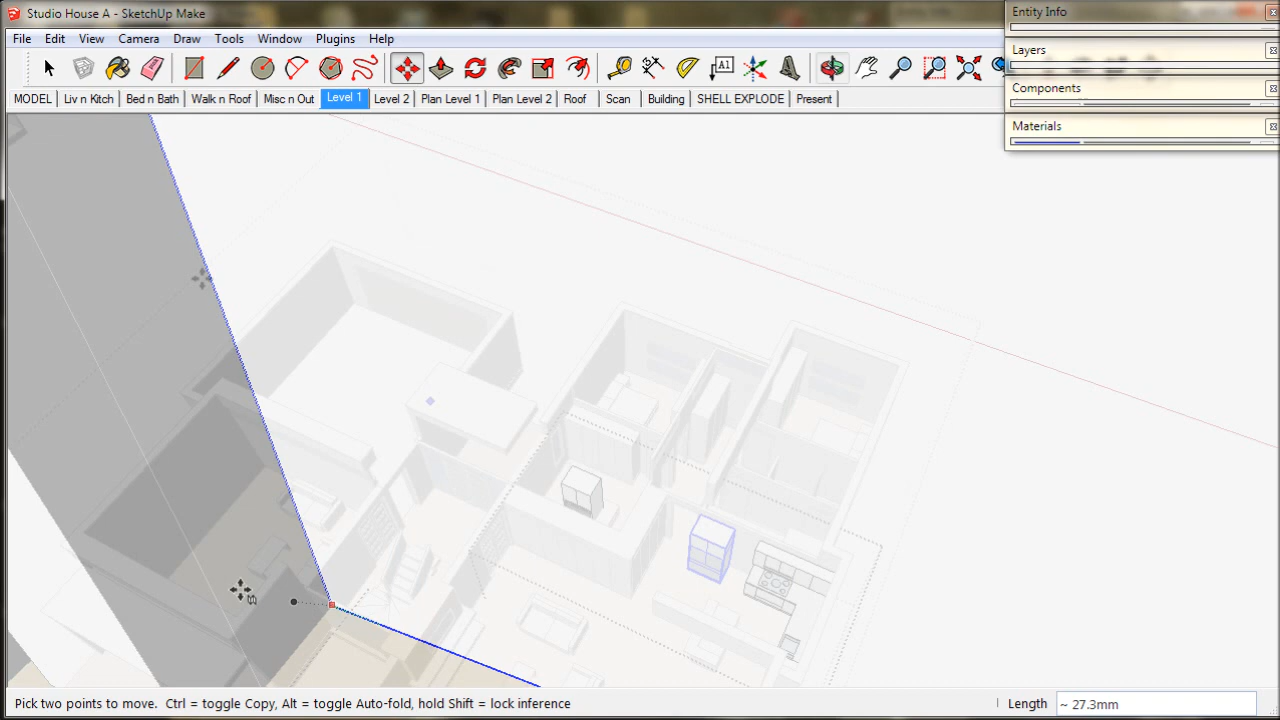 Studio House A - SketchUp Make
Entity Info
File Edit View Camera Draw Tools Window Plugins Help
Layers
A1
MODEL Liv n Kitch Bed n Bath Walk n Roof Misc n Out Level 1 Level 2 Plan Level 1 Plan Level 2 Roof Scan Building SHELL EXPLODE Present
Components
Materials
Pick two points to move. Ctrl = toggle Copy, Alt = toggle Auto-fold, hold Shift = lock inference
Length ~ 27.3mm